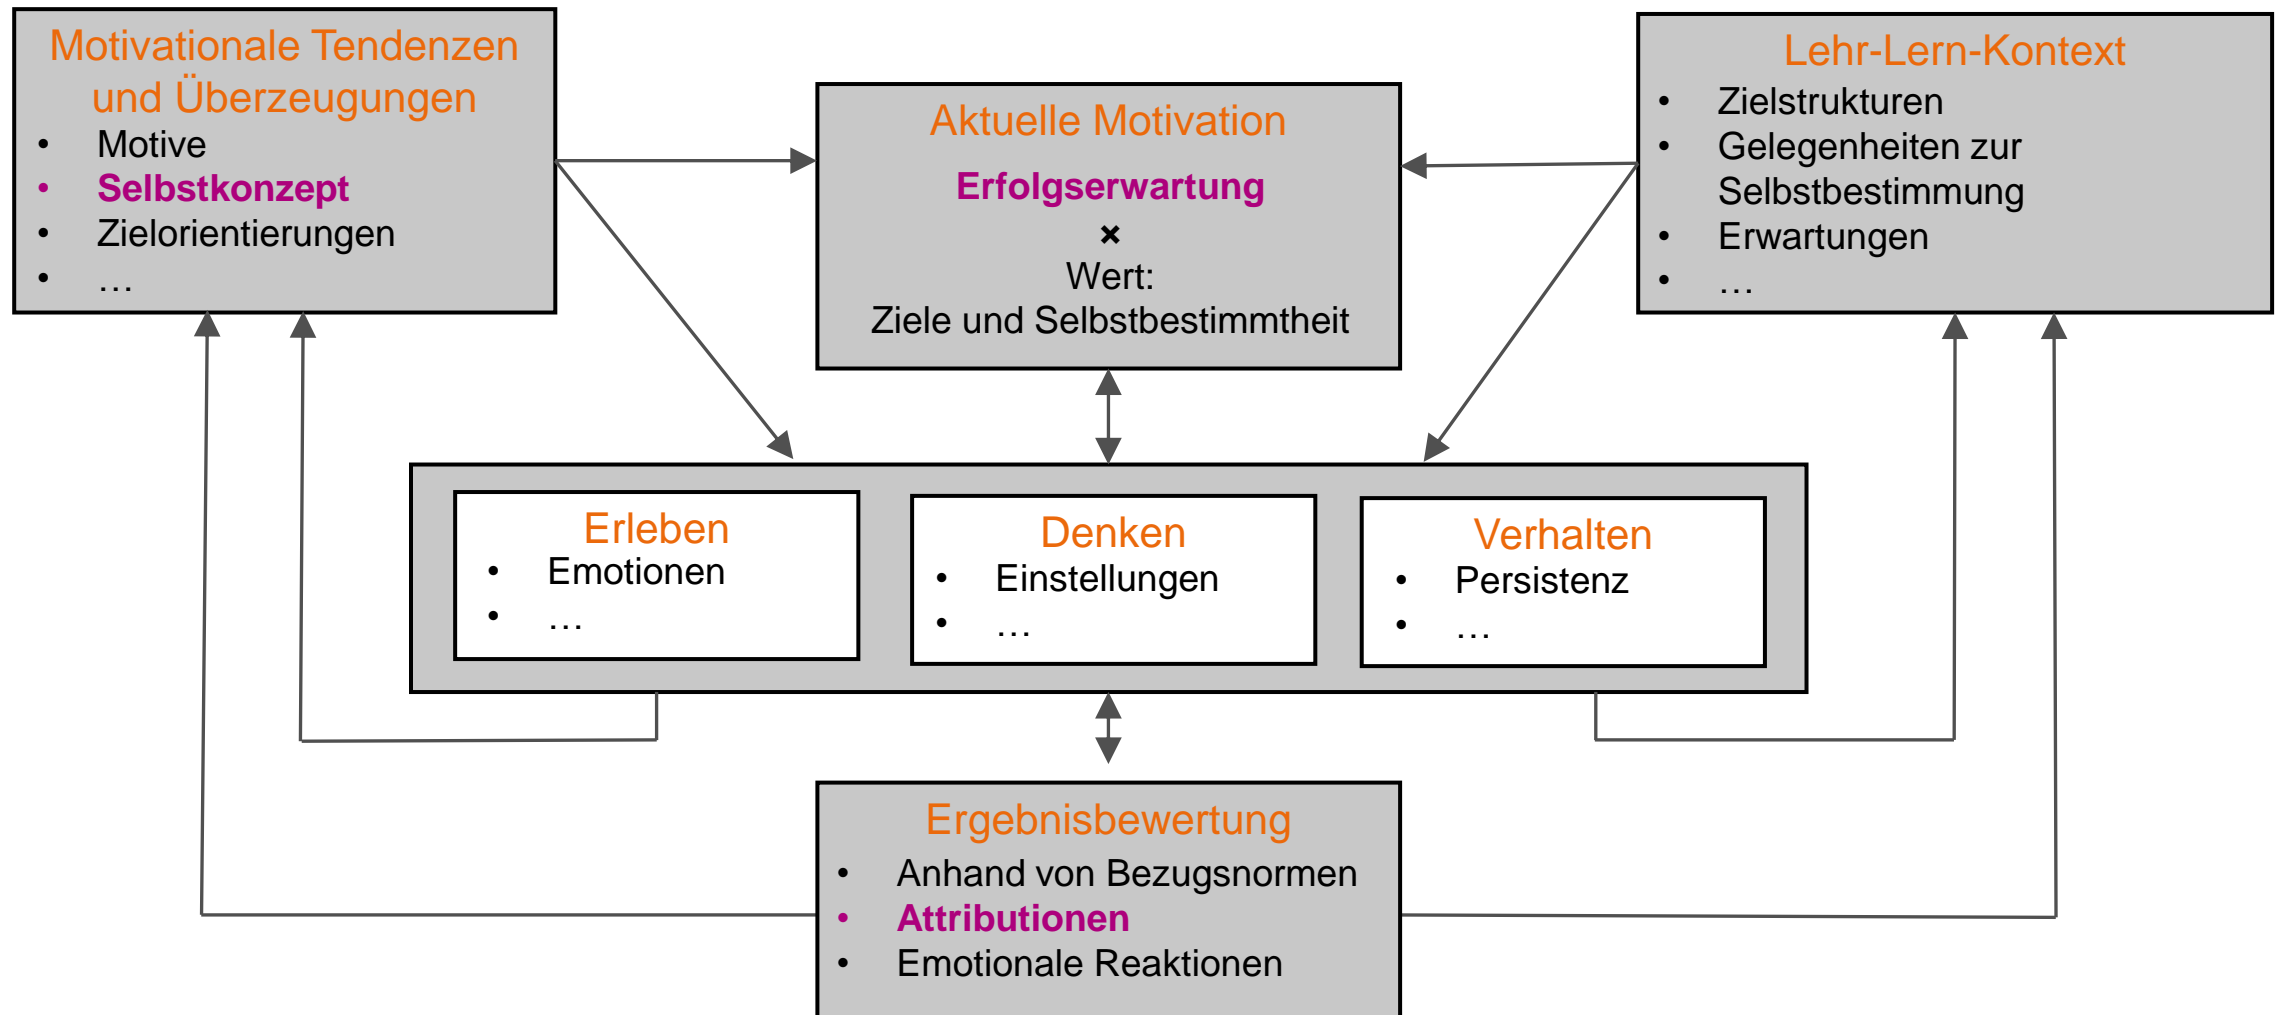 Motivationale Tendenzen
und Überzeugungen
• Motive
• Selbstkonzept
• Zielorientierungen
• …
Aktuelle Motivation
Erfolgserwartung
×
Wert:
Ziele und Selbstbestimmtheit
Lehr-Lern-Kontext
• Zielstrukturen
• Gelegenheiten zur
Selbstbestimmung
• Erwartungen
• …
Erleben
• Emotionen
• …
Denken
• Einstellungen
• …
Verhalten
• Persistenz
• …
Ergebnisbewertung
• Anhand von Bezugsnormen
• Attributionen
• Emotionale Reaktionen